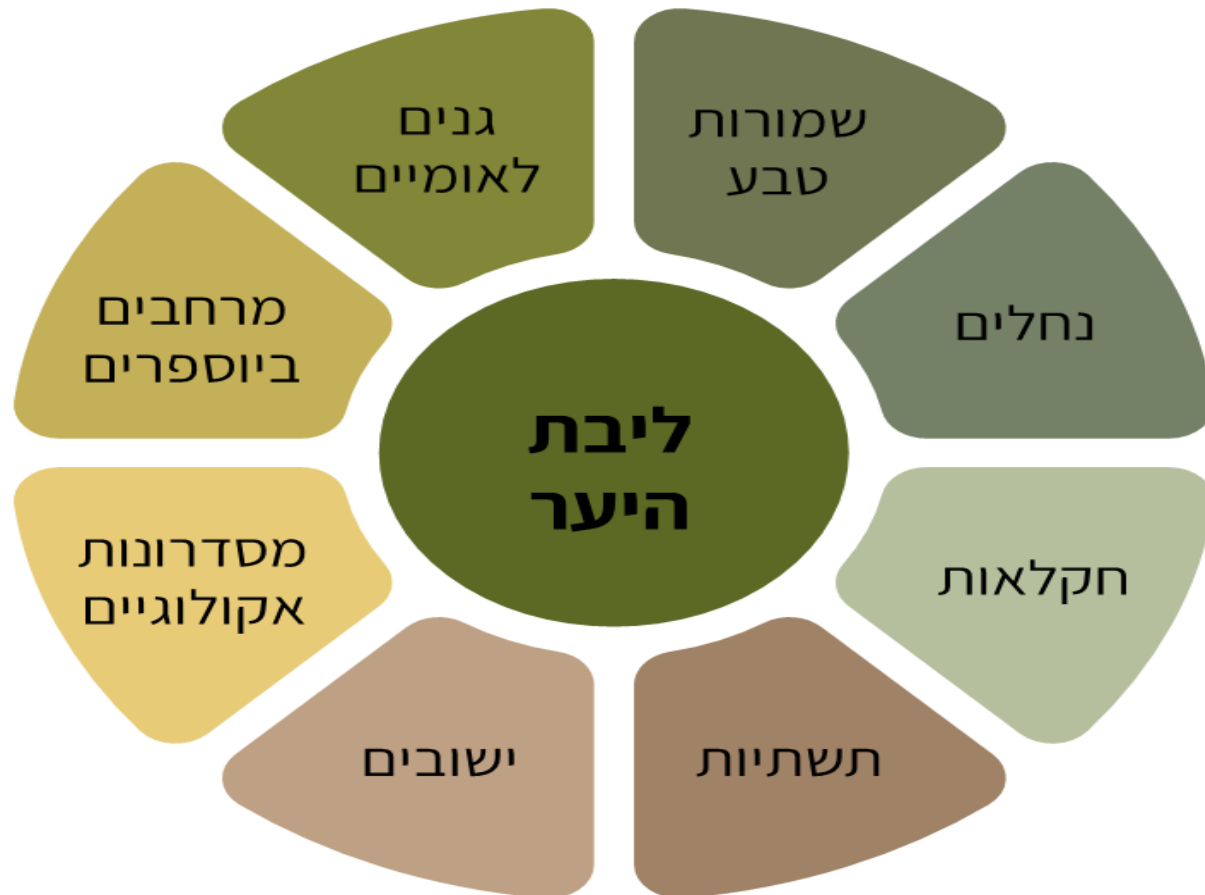 גנים
לאומיים
שמורות
טבע
נחלים
חקלאות
תשתיות
ישובים
מסדרונות
אקולוגיים
מרחבים
ביוספרים
ליבת
היער